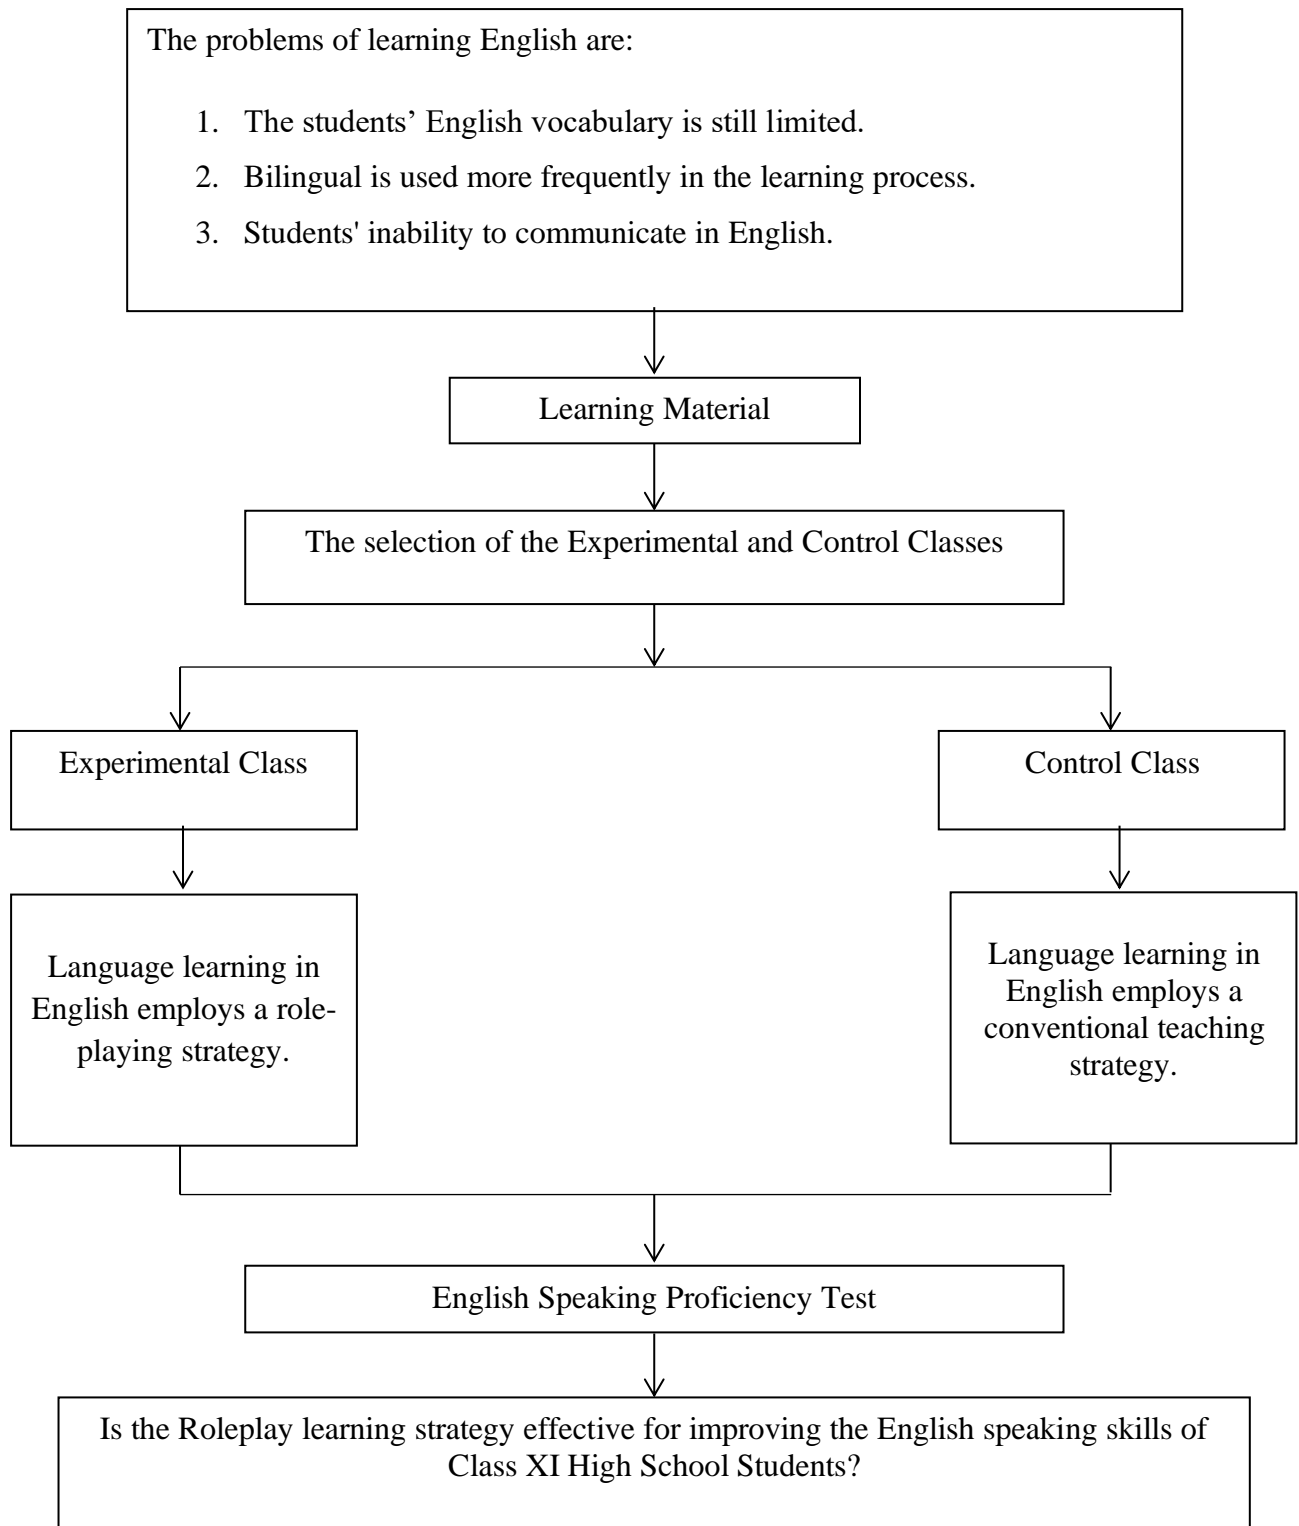 The problems of learning English are:
1. The students’ English vocabulary is still limited.
2. Bilingual is used more frequently in the learning process.
3. Students' inability to communicate in English.
Learning Material
The selection of the Experimental and Control Classes
Experimental Class
Control Class
Language learning in
English employs a role-
playing strategy.
Language learning in
English employs a
conventional teaching
strategy.
English Speaking Proficiency Test
Is the Roleplay learning strategy effective for improving the English speaking skills of
Class XI High School Students?